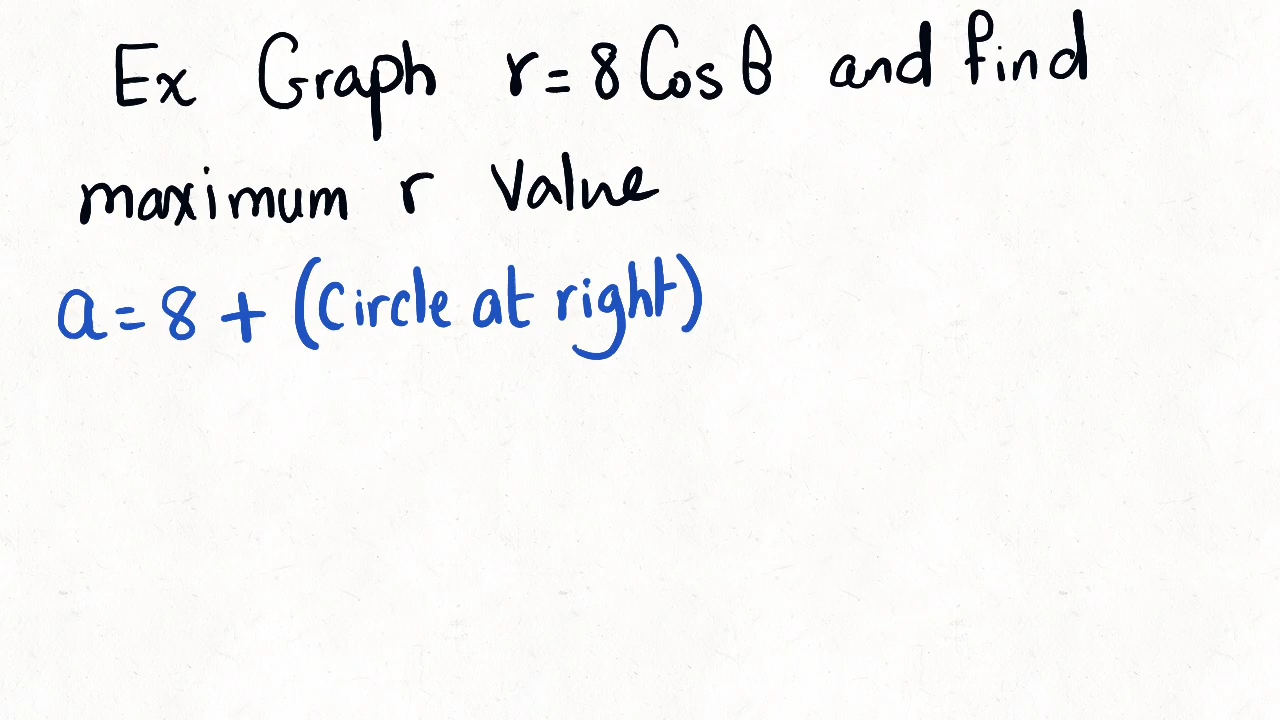 Ex Graph r = 8 Cos θ and find
maximum r Value
a = 8 + (Circle at right)